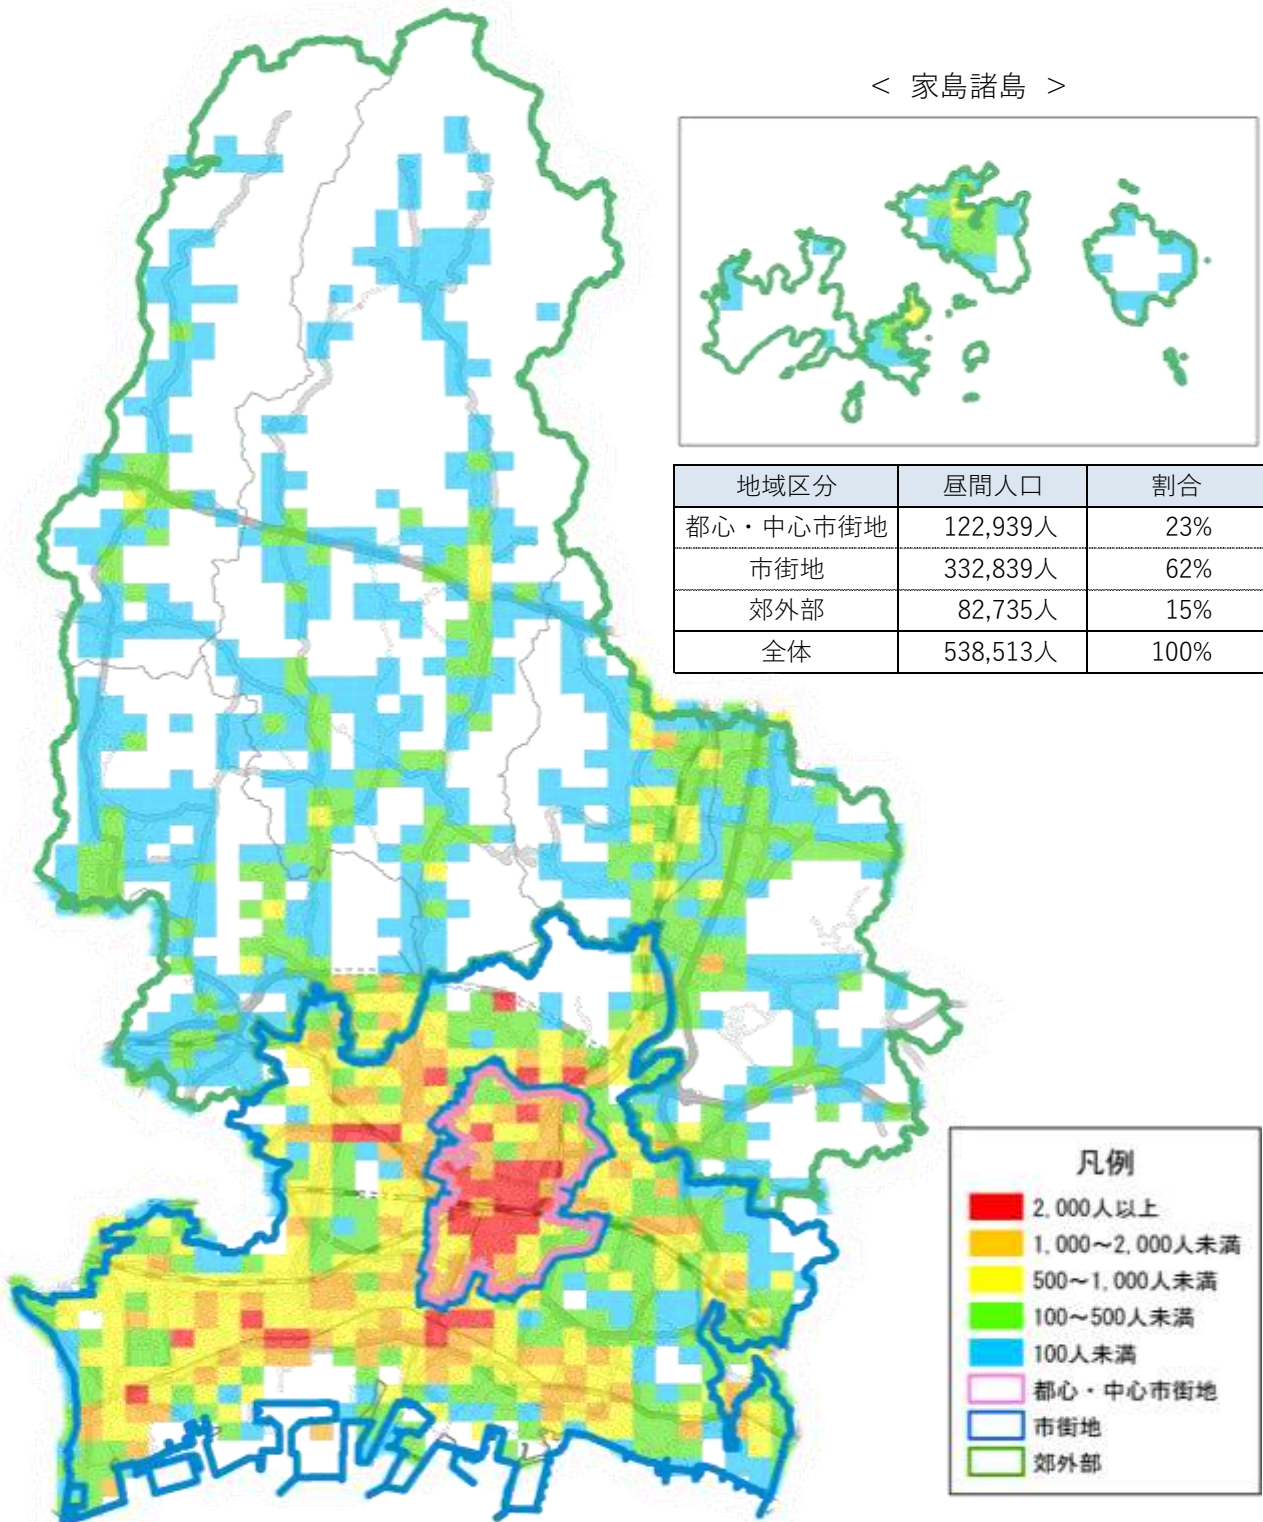 < 家島諸島 >
地域区分 昼間人口 割合
都心・中心市街地 122,939人 23%
市街地 332,839人 62%
郊外部 82,735人 15%
全体 538,513人 100%
凡例
2,000人以上
1,000～2,000人未満
500～1,000人未満
100～500人未満
100人未満
都心・中心市街地
市街地
郊外部